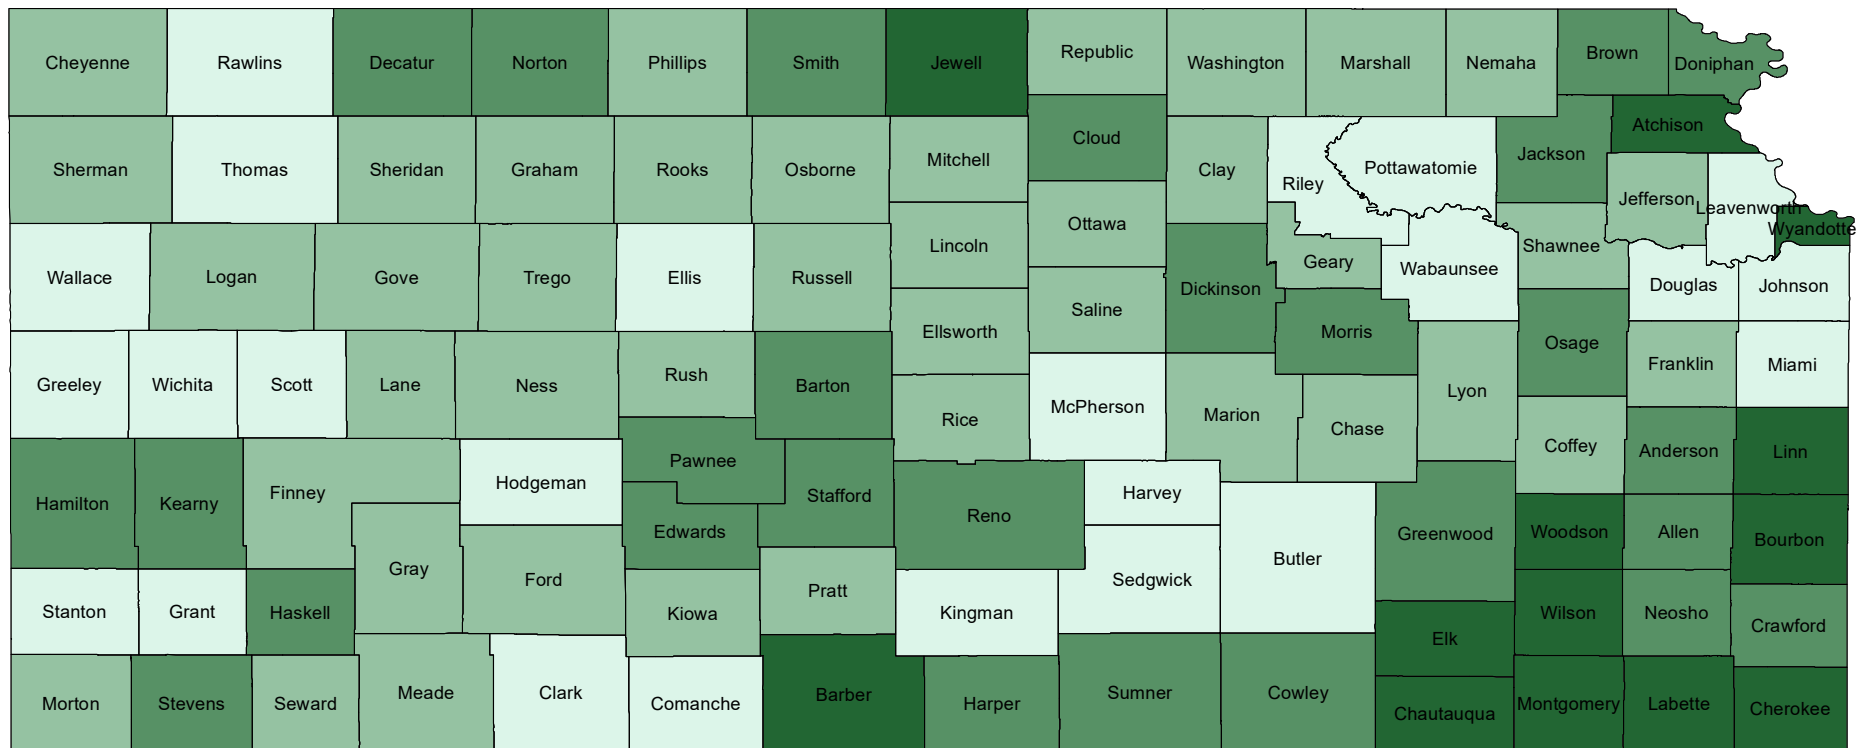 Cheyenne
Rawlins
Decatur
Norton
Phillips
Smith
Jewell
Republic
Washington
Marshall
Nemaha
Brown
Doniphan
Sherman
Thomas
Sheridan
Graham
Rooks
Osborne
Mitchell
Cloud
Clay
Riley
Pottawatomie
Jackson
Atchison
Jefferson
Leavenworth
Wyandotte
Wallace
Logan
Gove
Trego
Ellis
Russell
Lincoln
Ottawa
Dickinson
Geary
Wabaunsee
Shawnee
Douglas
Johnson
Ellsworth
Saline
Morris
Osage
Franklin
Miami
Greeley
Wichita
Scott
Lane
Ness
Rush
Barton
Rice
McPherson
Marion
Chase
Lyon
Coffey
Anderson
Linn
Hamilton
Kearny
Finney
Hodgeman
Pawnee
Stafford
Edwards
Reno
Harvey
Sedgwick
Butler
Greenwood
Woodson
Allen
Bourbon
Gray
Ford
Stanton
Grant
Haskell
Kiowa
Pratt
Kingman
Elk
Wilson
Neosho
Crawford
Morton
Stevens
Seward
Meade
Clark
Comanche
Barber
Harper
Sumner
Cowley
Chautauqua
Montgomery
Labette
Cherokee